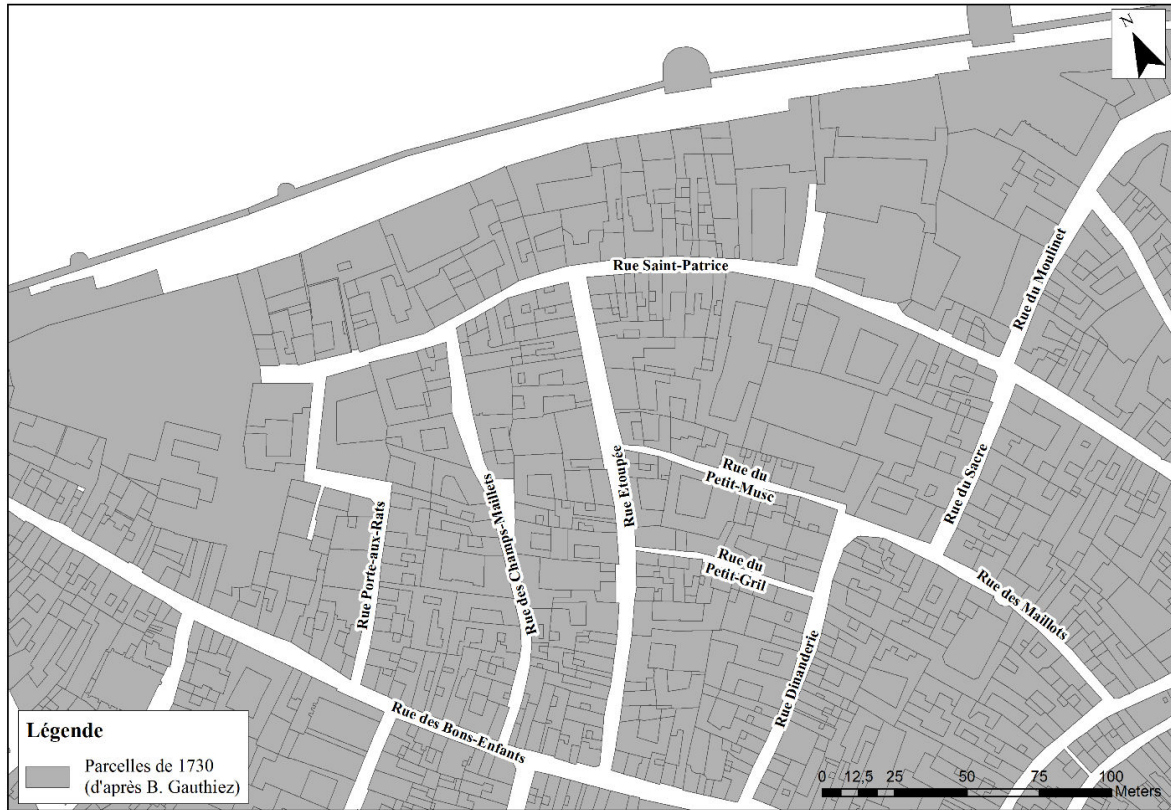 N
Rue Saint-Patrice
Rue du Moulinet
Rue du Sacre
Rue Etoupée
Rue du
Petit-Musc
Rue des Champs-Maillets
Rue Porte-aux-Rats
Rue du
Petit-Gril
Rue des Maillots
Rue Dinanderie
Rue des Bons-Enfants
Légende
Parcelles de 1730
(d'après B. Gauthiez)
0 12,5 25 50 75 100
Meters